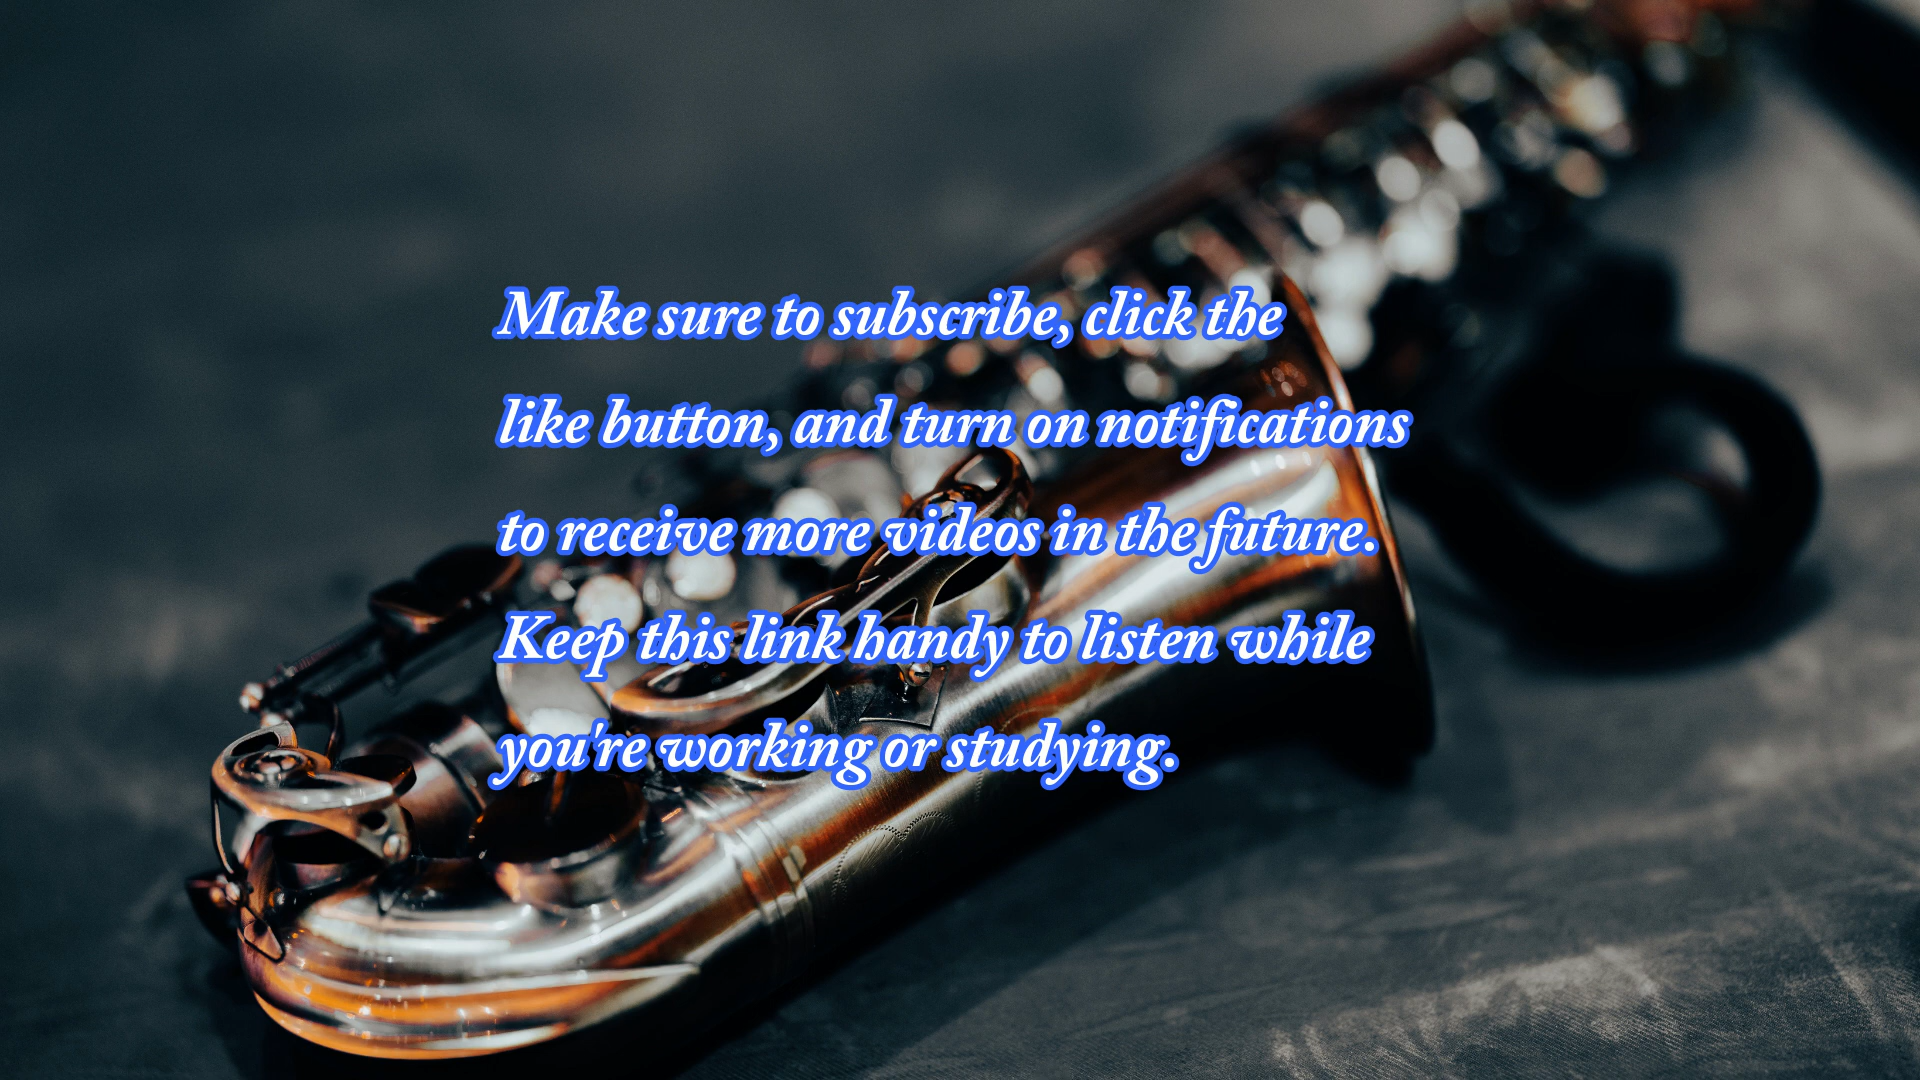 Make sure to subscribe, click the
like button, and turn on notifications
to receive more videos in the future.
Keep this link handy to listen while
you're working or studying.